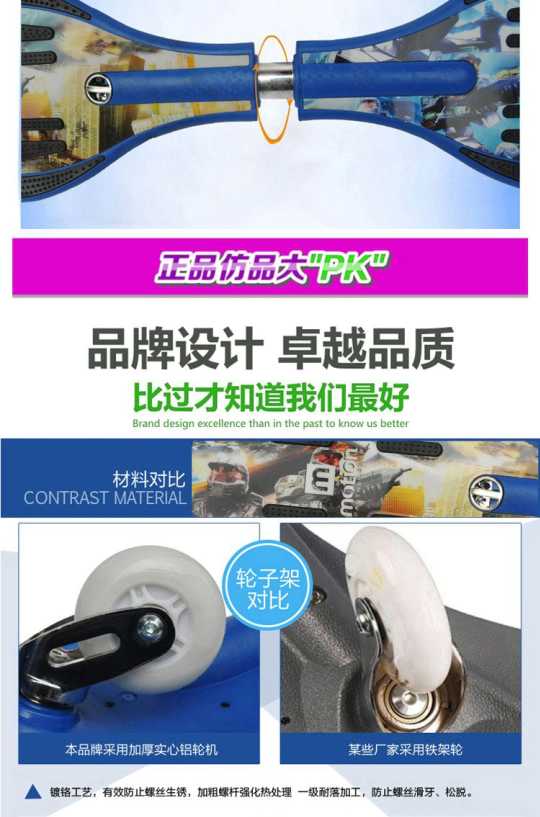 正品仿品大"PK"
品牌设计 卓越品质
比过才知道我们最好
Brand design excellence than in the past to know us better
材料对比
CONTRAST MATERIAL
m
MOTION
轮子架
对比
本品牌采用加厚实心铝轮机
某些厂家采用铁架轮
镀铬工艺，有效防止螺丝生锈，加粗螺杆强化热处理 一级耐落加工，防止螺丝滑牙、松脱。